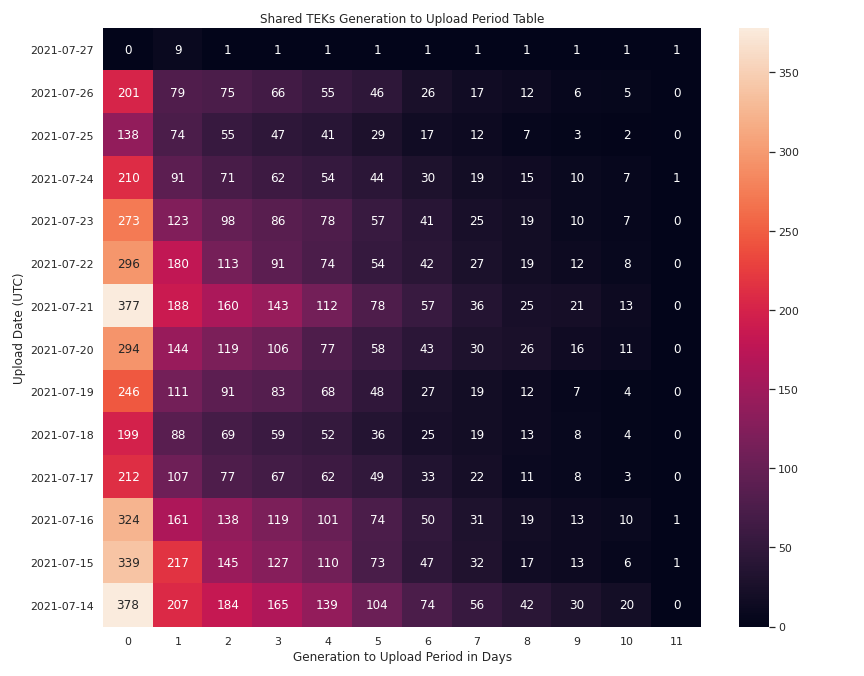 Shared TEKs Generation to Upload Period Table
Upload Date (UTC)
2021-07-27 0 9 1 1 1 1 1 1 1 1 1 1
2021-07-26 201 79 75 66 55 46 26 17 12 6 5 0
2021-07-25 138 74 55 47 41 29 17 12 7 3 2 0
2021-07-24 210 91 71 62 54 44 30 19 15 10 7 1
2021-07-23 273 123 98 86 78 57 41 25 19 10 7 0
2021-07-22 296 180 113 91 74 54 42 27 19 12 8 0
2021-07-21 377 188 160 143 112 78 57 36 25 21 13 0
2021-07-20 294 144 119 106 77 58 43 30 26 16 11 0
2021-07-19 246 111 91 83 68 48 27 19 12 7 4 0
2021-07-18 199 88 69 59 52 36 25 19 13 8 4 0
2021-07-17 212 107 77 67 62 49 33 22 11 8 3 0
2021-07-16 324 161 138 119 101 74 50 31 19 13 10 1
2021-07-15 339 217 145 127 110 73 47 32 17 13 6 1
2021-07-14 378 207 184 165 139 104 74 56 42 30 20 0
0 1 2 3 4 5 6 7 8 9 10 11
Generation to Upload Period in Days
350
300
250
200
150
100
50
0